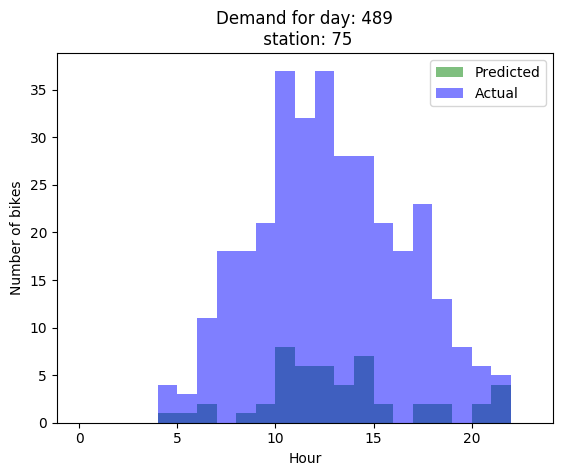 Demand for day: 489
station: 75
Predicted
Actual
Number of bikes
35
30
25
20
15
10
5
0
0 5 10 15 20
Hour